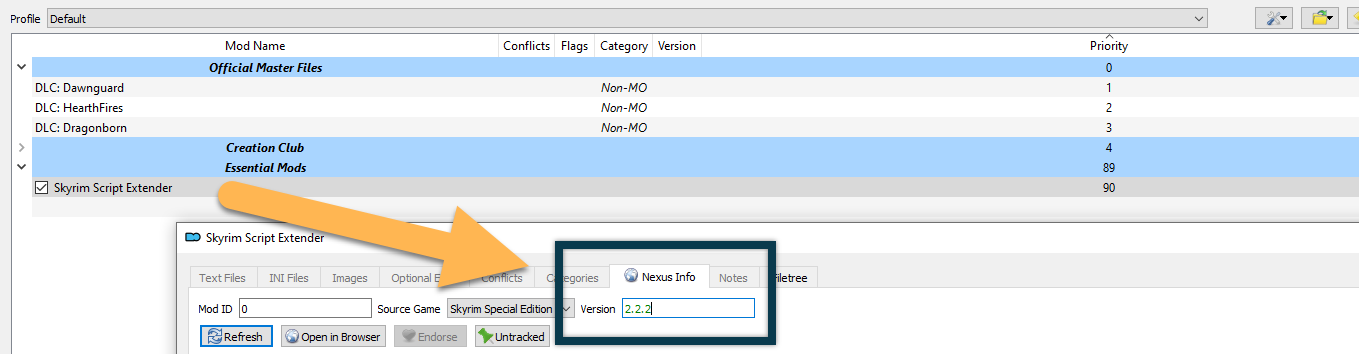 Profile Default
Mod Name Conflicts Flags Category Version Priority
Official Master Files 0
DLC: Dawnguard Non-MO 1
DLC: HearthFires Non-MO 2
DLC: Dragonborn Non-MO 3
Creation Club 4
Essential Mods 89
Skyrim Script Extender 90
Skyrim Script Extender
Text Files INI Files Images Optional Conflicts Categories Nexus Info Notes Filetree
Mod ID 0 Source Game Skyrim Special Edition Version 2.2.2
Refresh Open in Browser Endorse Untracked